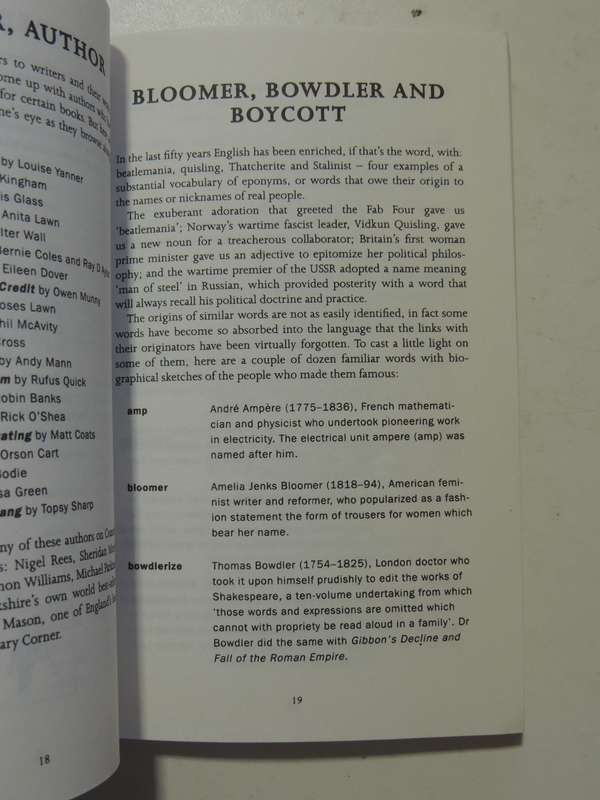 R, AUTHOR
rs to writers and their
ome up with authors who
for certain books. But
ne's eye as they browse
by Louise Yanner
Kingham
is Glass
Anita Lawn
lter Wall
Bernie Coles and Ray D
Eileen Dover
Credit by Owen Munny
oses Lawn
hil McAvity
ross
by Andy Mann
m by Rufus Quick
obin Banks
Rick O'Shea
ating by Matt Coats
Orson Cart
Bodie
sa Green
ang by Topsy Sharp
ny of these authors on
s: Nigel Rees, Sheridan
mon Williams, Michael
kshire's own world
Mason, one of England's
ary Corner.
18
BLOOMER, BOWDLER AND
BOYCOTT
In the last fifty years English has been enriched, if that's the word, with:
beatlemania, quisling, Thatcherite and Stalinist – four examples of a
substantial vocabulary of eponyms, or words that owe their origin to
the names or nicknames of real people.
The exuberant adoration that greeted the Fab Four gave us
'beatlemania'; Norway's wartime fascist leader, Vidkun Quisling, gave
us a new noun for a treacherous collaborator; Britain's first woman
prime minister gave us an adjective to epitomize her political philos-
ophy; and the wartime premier of the USSR adopted a name meaning
'man of steel' in Russian, which provided posterity with a word that
will always recall his political doctrine and practice.
The origins of similar words are not as easily identified, in fact some
words have become so absorbed into the language that the links with
their originators have been virtually forgotten. To cast a little light on
some of them, here are a couple of dozen familiar words with bio-
graphical sketches of the people who made them famous:
amp André Ampère (1775–1836), French mathemati-
cian and physicist who undertook pioneering work
in electricity. The electrical unit ampere (amp) was
named after him.
bloomer Amelia Jenks Bloomer (1818–94), American femi-
nist writer and reformer, who popularized as a fash-
ion statement the form of trousers for women which
bear her name.
bowdlerize Thomas Bowdler (1754–1825), London doctor who
took it upon himself prudishly to edit the works of
Shakespeare, a ten-volume undertaking from which
'those words and expressions are omitted which
cannot with propriety be read aloud in a family'. Dr
Bowdler did the same with Gibbon's Decline and
Fall of the Roman Empire.
19